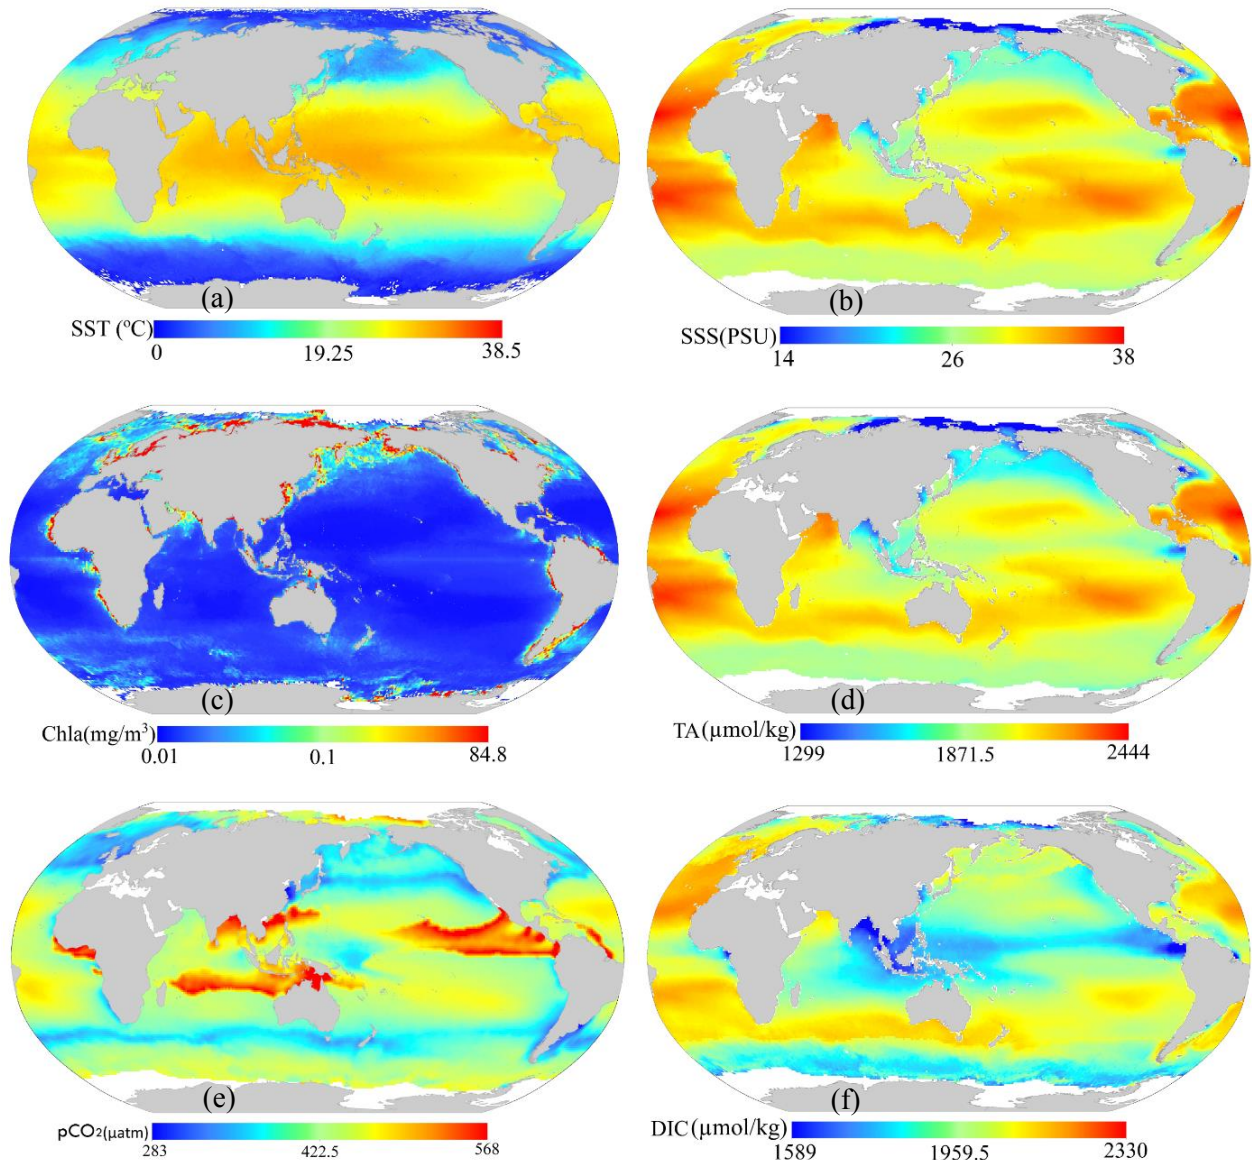 (a)
SST (ºC)
0 19.25 38.5
(b)
SSS(PSU)
14 26 38
(c)
Chla(mg/m³)
0.01 0.1 84.8
(d)
TA(µmol/kg)
1299 1871.5 2444
(e)
pCO₂(µatm)
283 422.5 568
(f)
DIC(µmol/kg)
1589 1959.5 2330